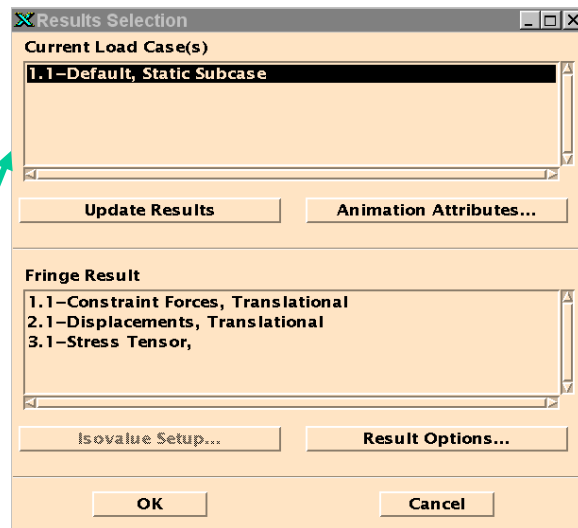 Results Selection
Current Load Case(s)
1.1-Default, Static Subcase
Update Results
Animation Attributes...
Fringe Result
1.1-Constraint Forces, Translational
2.1-Displacements, Translational
3.1-Stress Tensor,
Isovalue Setup...
Result Options...
OK
Cancel